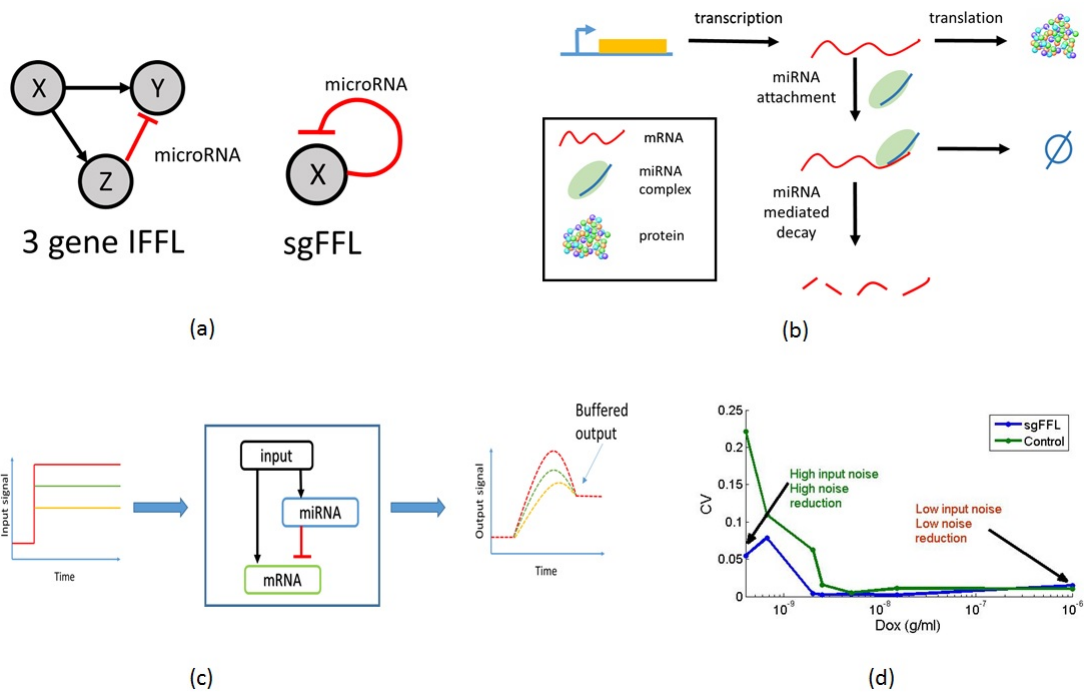 X
Y
Z
microRNA
3 gene IFFL
microRNA
X
sgFFL
(a)
transcription
translation
miRNA
attachment
mRNA
miRNA
complex
protein
miRNA
mediated
decay
(b)
Input signal
Time
input
miRNA
mRNA
Output signal
Time
Buffered
output
(c)
0.25
0.2
0.15
0.1
0.05
0
CV
sgFFL
Control
High input noise
High noise
reduction
Low input noise
Low noise
reduction
10⁻⁹
10⁻⁸
10⁻⁷
10⁻⁶
Dox (g/ml)
(d)